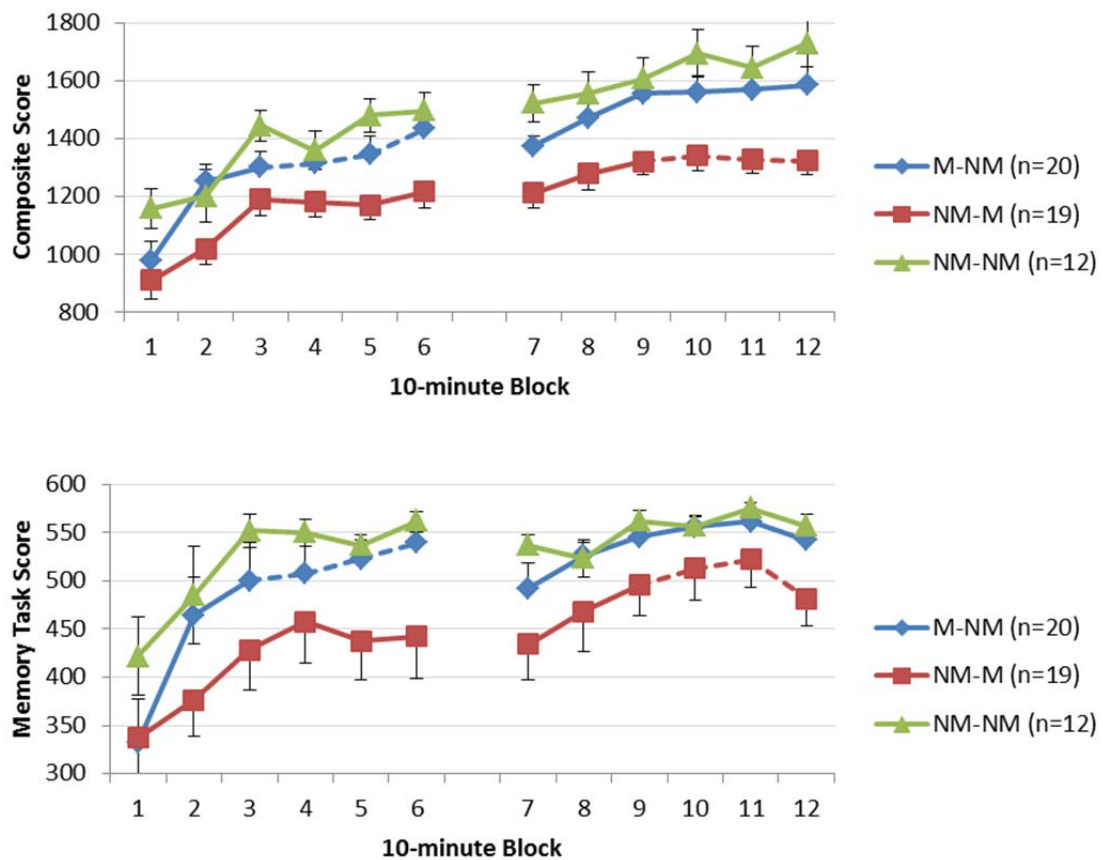 Composite Score
1800
1600
1400
1200
1000
800
1 2 3 4 5 6 7 8 9 10 11 12
10-minute Block
M-NM (n=20)
NM-M (n=19)
NM-NM (n=12)
Memory Task Score
600
550
500
450
400
350
300
1 2 3 4 5 6 7 8 9 10 11 12
10-minute Block
M-NM (n=20)
NM-M (n=19)
NM-NM (n=12)